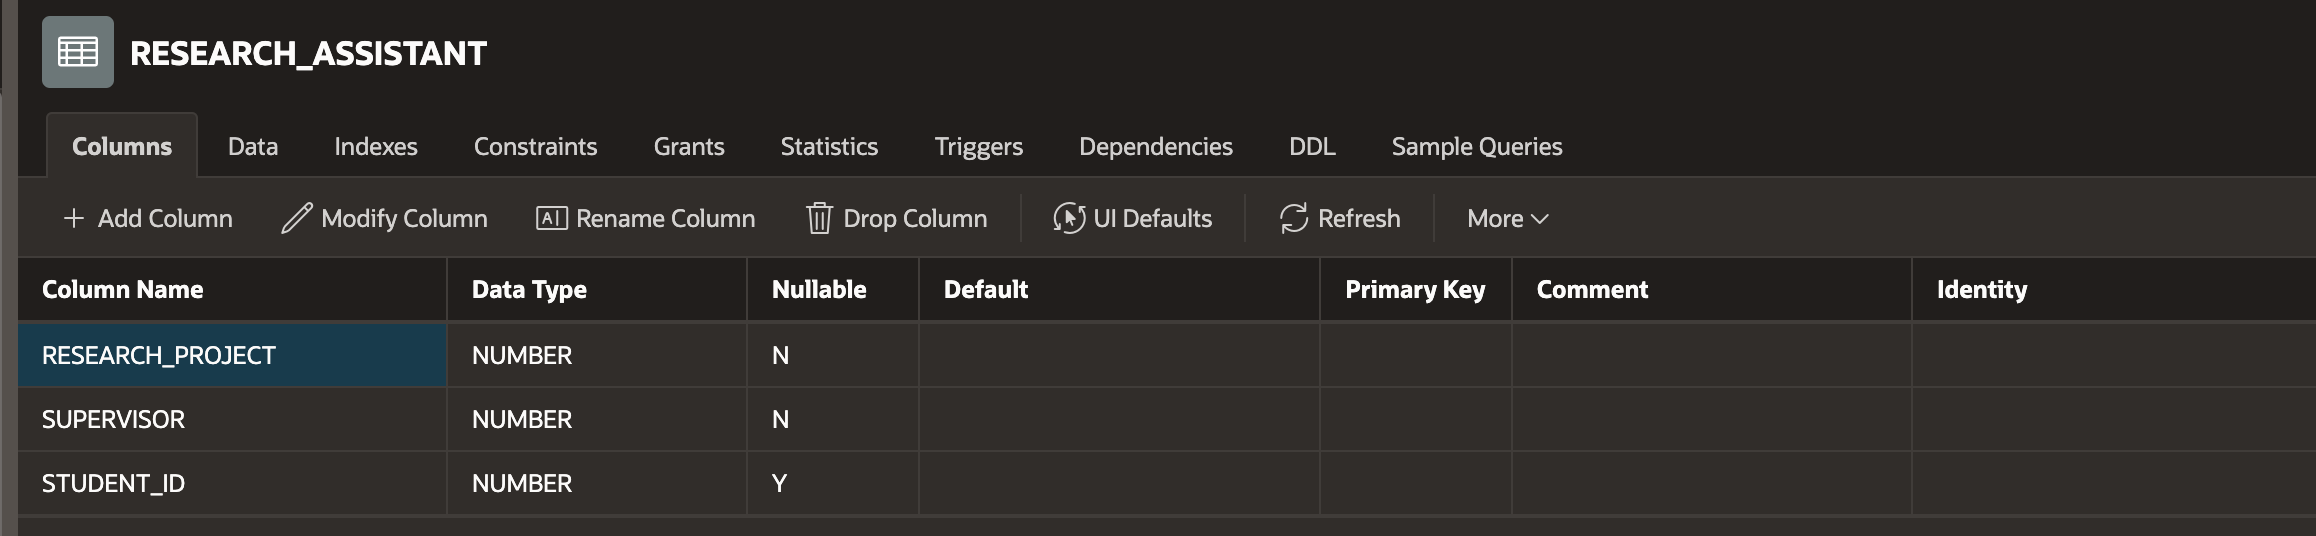 RESEARCH_ASSISTANT
Columns Data Indexes Constraints Grants Statistics Triggers Dependencies DDL Sample Queries
Add Column Modify Column Rename Column Drop Column UI Defaults Refresh More
Column Name Data Type Nullable Default Primary Key Comment Identity
RESEARCH_PROJECT NUMBER N
SUPERVISOR NUMBER N
STUDENT_ID NUMBER Y